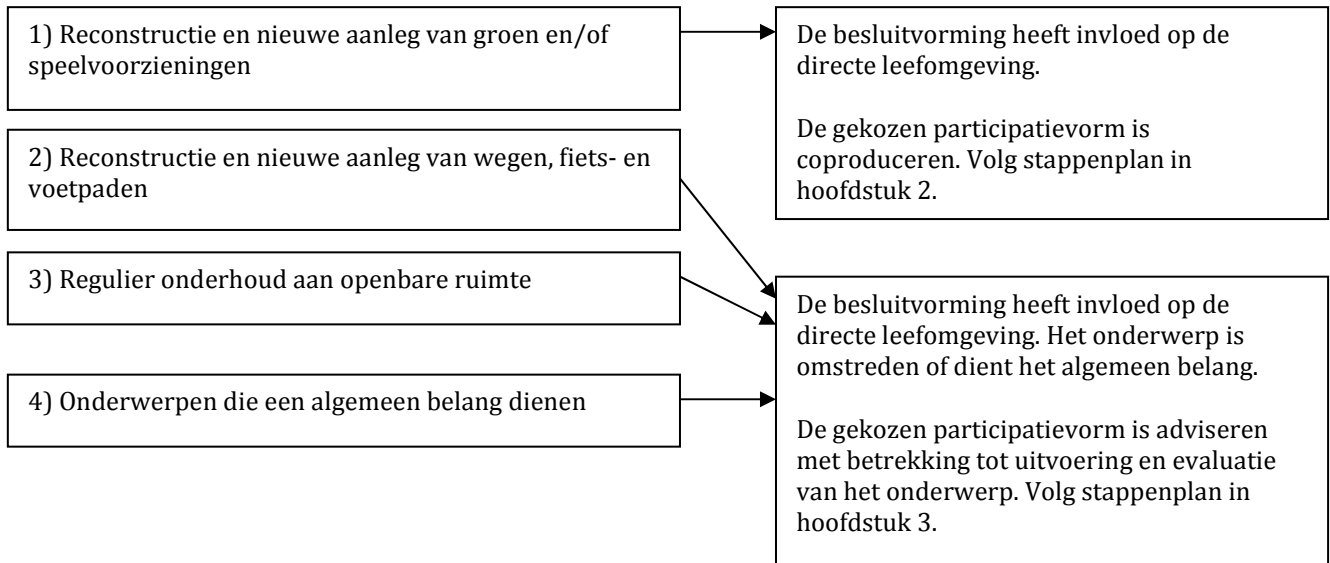 1) Reconstructie en nieuwe aanleg van groen en/of
speelvoorzieningen
De besluitvorming heeft invloed op de
directe leefomgeving.
De gekozen participatievorm is
coproduceren. Volg stappenplan in
hoofdstuk 2.
2) Reconstructie en nieuwe aanleg van wegen, fiets- en
voetpaden
3) Regulier onderhoud aan openbare ruimte
4) Onderwerpen die een algemeen belang dienen
De besluitvorming heeft invloed op de
directe leefomgeving. Het onderwerp is
omstreden of dient het algemeen belang.
De gekozen participatievorm is adviseren
met betrekking tot uitvoering en evaluatie
van het onderwerp. Volg stappenplan in
hoofdstuk 3.